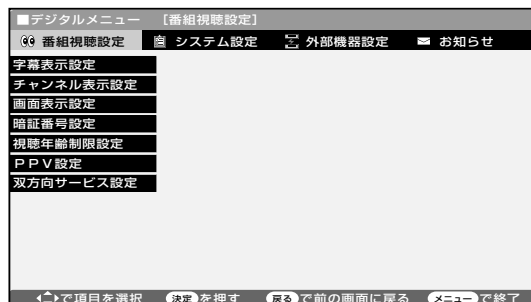 ■デジタルメニュー　[番組視聴設定]
番組視聴設定　システム設定　外部機器設定　お知らせ
字幕表示設定
チャンネル表示設定
画面表示設定
暗証番号設定
視聴年齢制限設定
ＰＰＶ設定
双方向サービス設定
で項目を選択　決定を押す　戻るで前の画面に戻る　メニューで終了